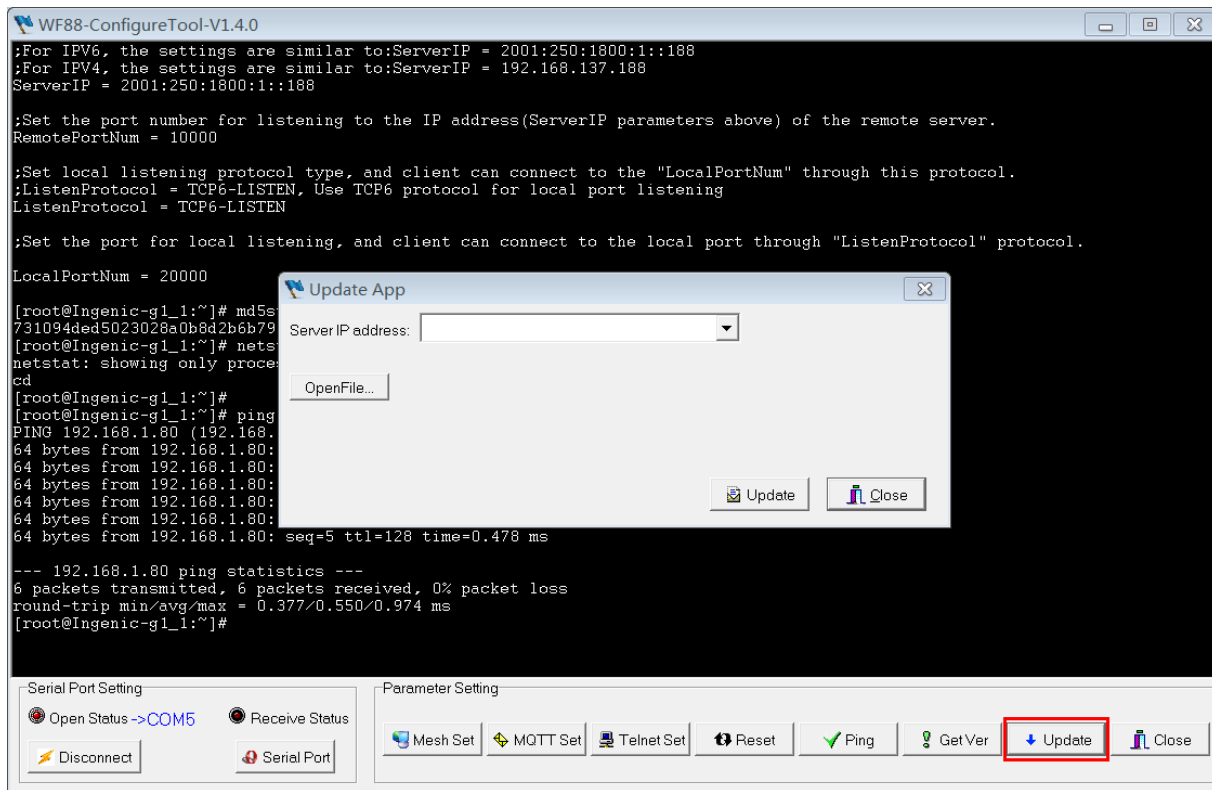 WF88-ConfigureTool-V1.4.0
;For IPV6, the settings are similar to:ServerIP = 2001:250:1800:1::188
;For IPV4, the settings are similar to:ServerIP = 192.168.137.188
ServerIP = 2001:250:1800:1::188
;Set the port number for listening to the IP address(ServerIP parameters above) of the remote server.
RemotePortNum = 10000
;Set local listening protocol type, and client can connect to the "LocalPortNum" through this protocol.
;ListenProtocol = TCP6-LISTEN, Use TCP6 protocol for local port listening
ListenProtocol = TCP6-LISTEN
;Set the port for local listening, and client can connect to the local port through "ListenProtocol" protocol.
LocalPortNum = 20000
[root@Ingenic-g1_1:~]# md5s
731094ded5023028a0b8d2b6b79
[root@Ingenic-g1_1:~]# nets
netstat: showing only proce
cd
[root@Ingenic-g1_1:~]#
[root@Ingenic-g1_1:~]# ping
PING 192.168.1.80 (192.168.
64 bytes from 192.168.1.80:
64 bytes from 192.168.1.80:
64 bytes from 192.168.1.80:
64 bytes from 192.168.1.80:
64 bytes from 192.168.1.80:
64 bytes from 192.168.1.80: seq=5 ttl=128 time=0.478 ms
--- 192.168.1.80 ping statistics ---
6 packets transmitted, 6 packets received, 0% packet loss
round-trip min/avg/max = 0.377/0.550/0.974 ms
[root@Ingenic-g1_1:~]#
Update App
Server IP address:
OpenFile...
Update Close
Serial Port Setting
Open Status ->COM5 Receive Status
Disconnect Serial Port
Parameter Setting
Mesh Set MQTT Set Telnet Set Reset Ping Get Ver Update Close